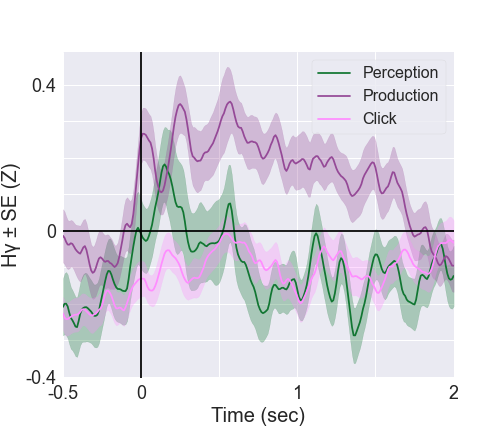 Perception
Production
Click
0.4
0
-0.4
Hγ ± SE (Z)
-0.5
0
1
2
Time (sec)